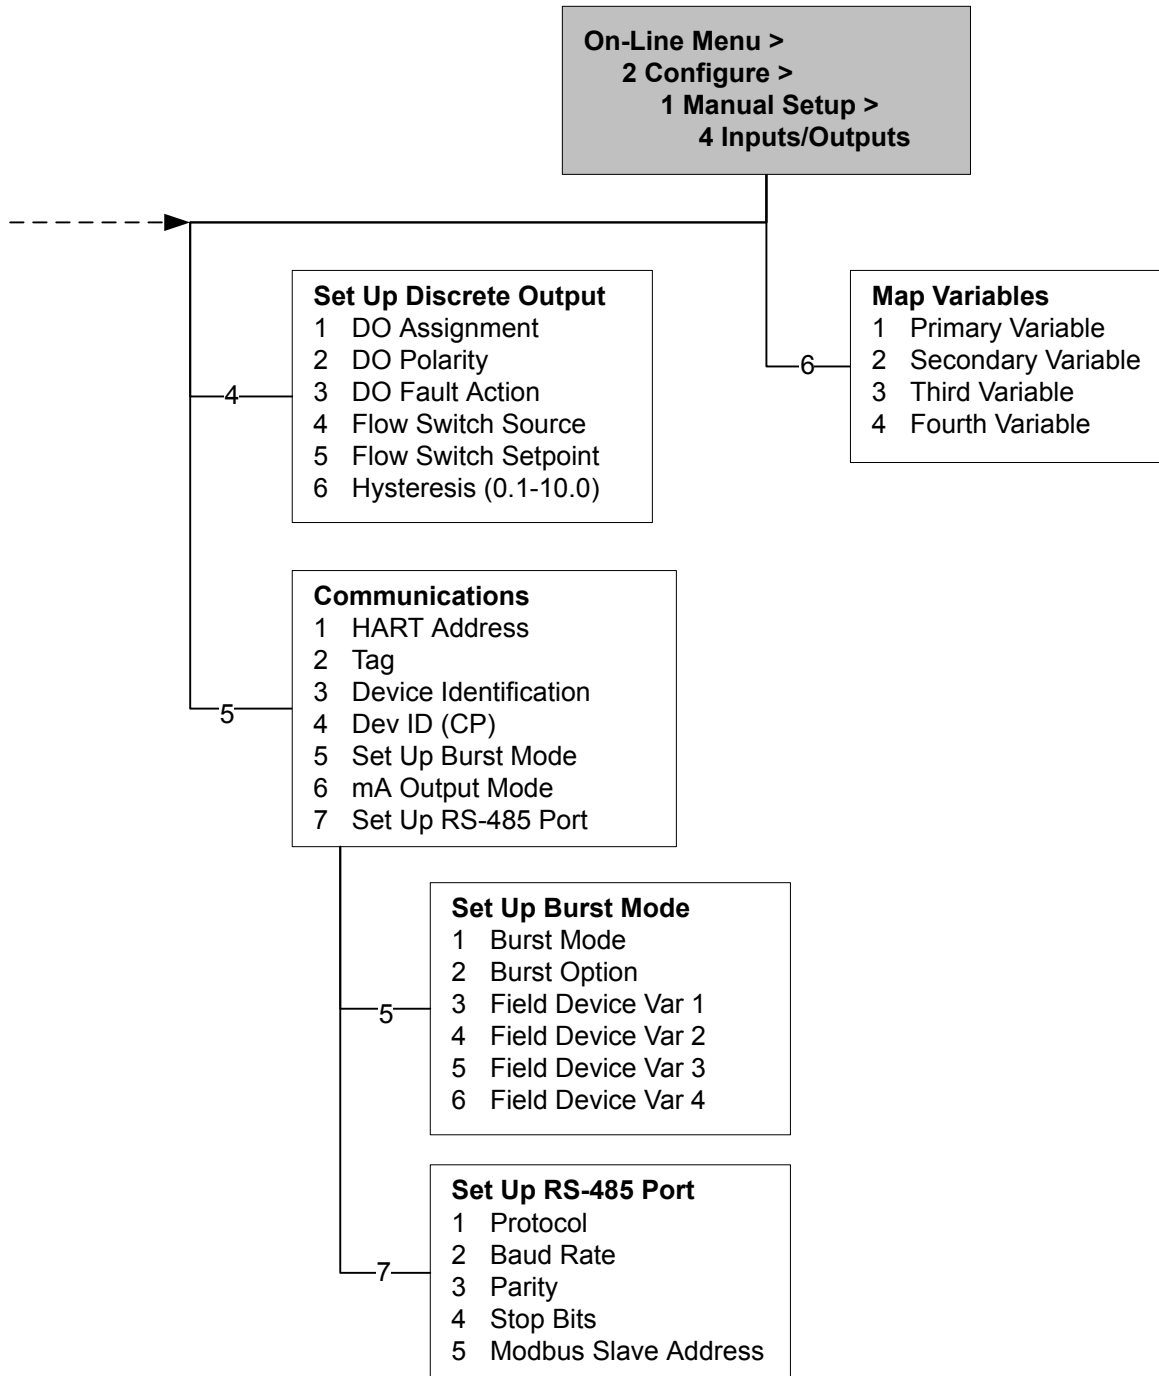 On-Line Menu >
2 Configure >
1 Manual Setup >
4 Inputs/Outputs
Set Up Discrete Output
1 DO Assignment
2 DO Polarity
3 DO Fault Action
4 Flow Switch Source
5 Flow Switch Setpoint
6 Hysteresis (0.1-10.0)
4
Map Variables
1 Primary Variable
2 Secondary Variable
3 Third Variable
4 Fourth Variable
6
Communications
1 HART Address
2 Tag
3 Device Identification
4 Dev ID (CP)
5 Set Up Burst Mode
6 mA Output Mode
7 Set Up RS-485 Port
5
Set Up Burst Mode
1 Burst Mode
2 Burst Option
3 Field Device Var 1
4 Field Device Var 2
5 Field Device Var 3
6 Field Device Var 4
5
Set Up RS-485 Port
1 Protocol
2 Baud Rate
3 Parity
4 Stop Bits
5 Modbus Slave Address
7